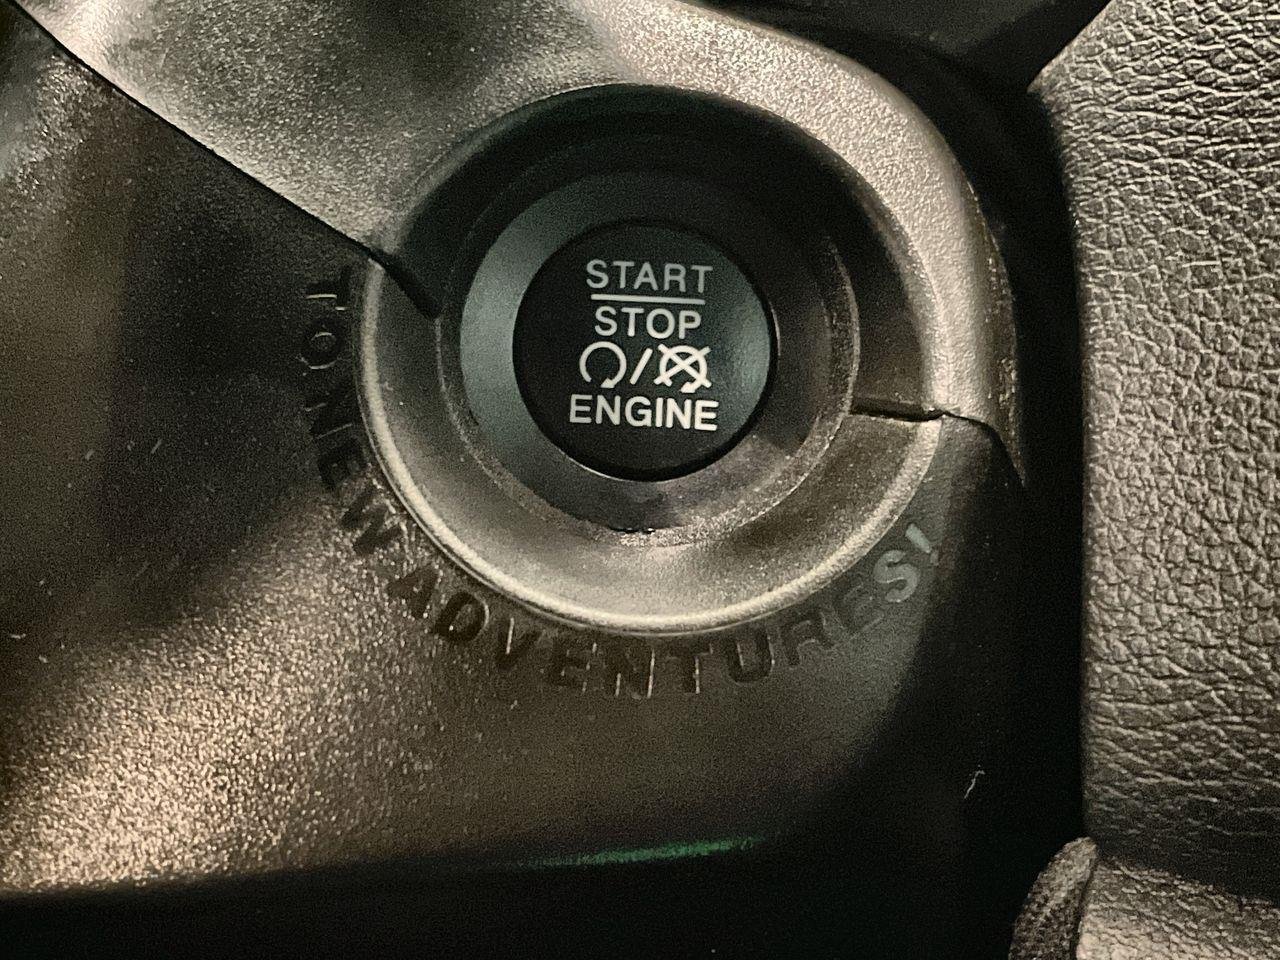 START
STOP
ENGINE
TO NEW ADVENTURES!